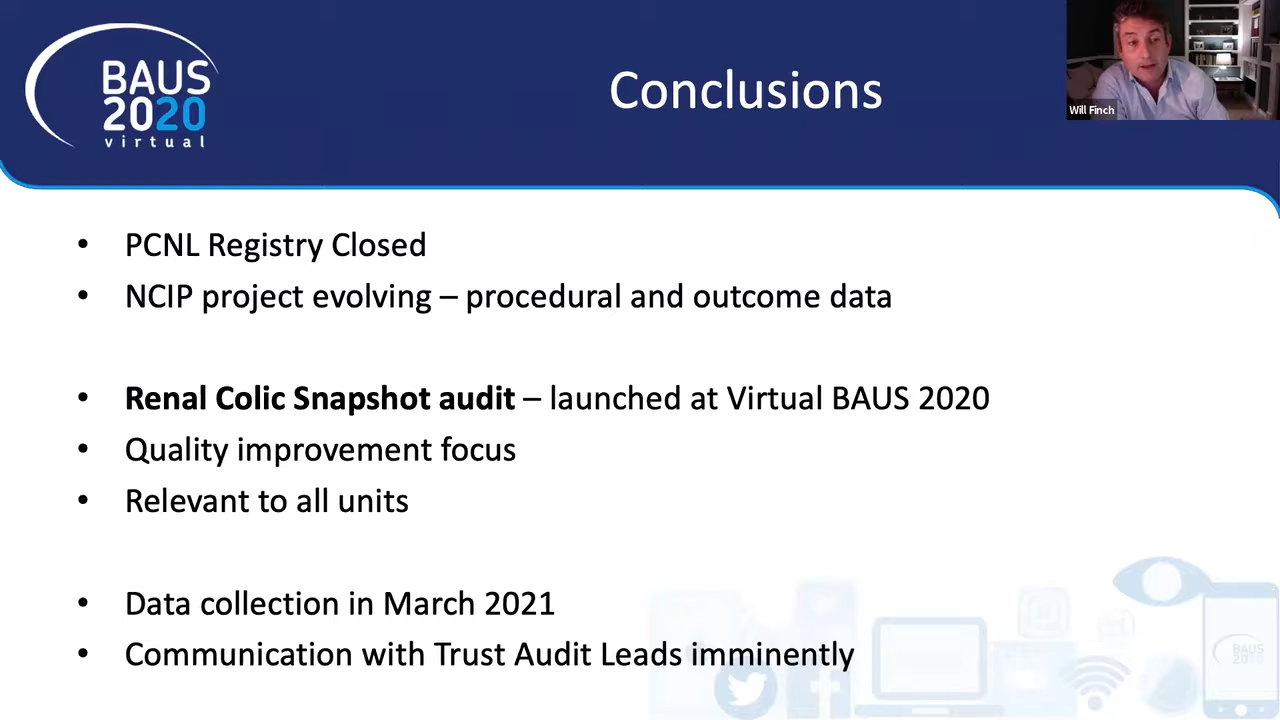 BAUS
2020
virtual
Conclusions
Will Finch
• PCNL Registry Closed
• NCIP project evolving – procedural and outcome data
• Renal Colic Snapshot audit – launched at Virtual BAUS 2020
• Quality improvement focus
• Relevant to all units
• Data collection in March 2021
• Communication with Trust Audit Leads imminently
BAUS
2020